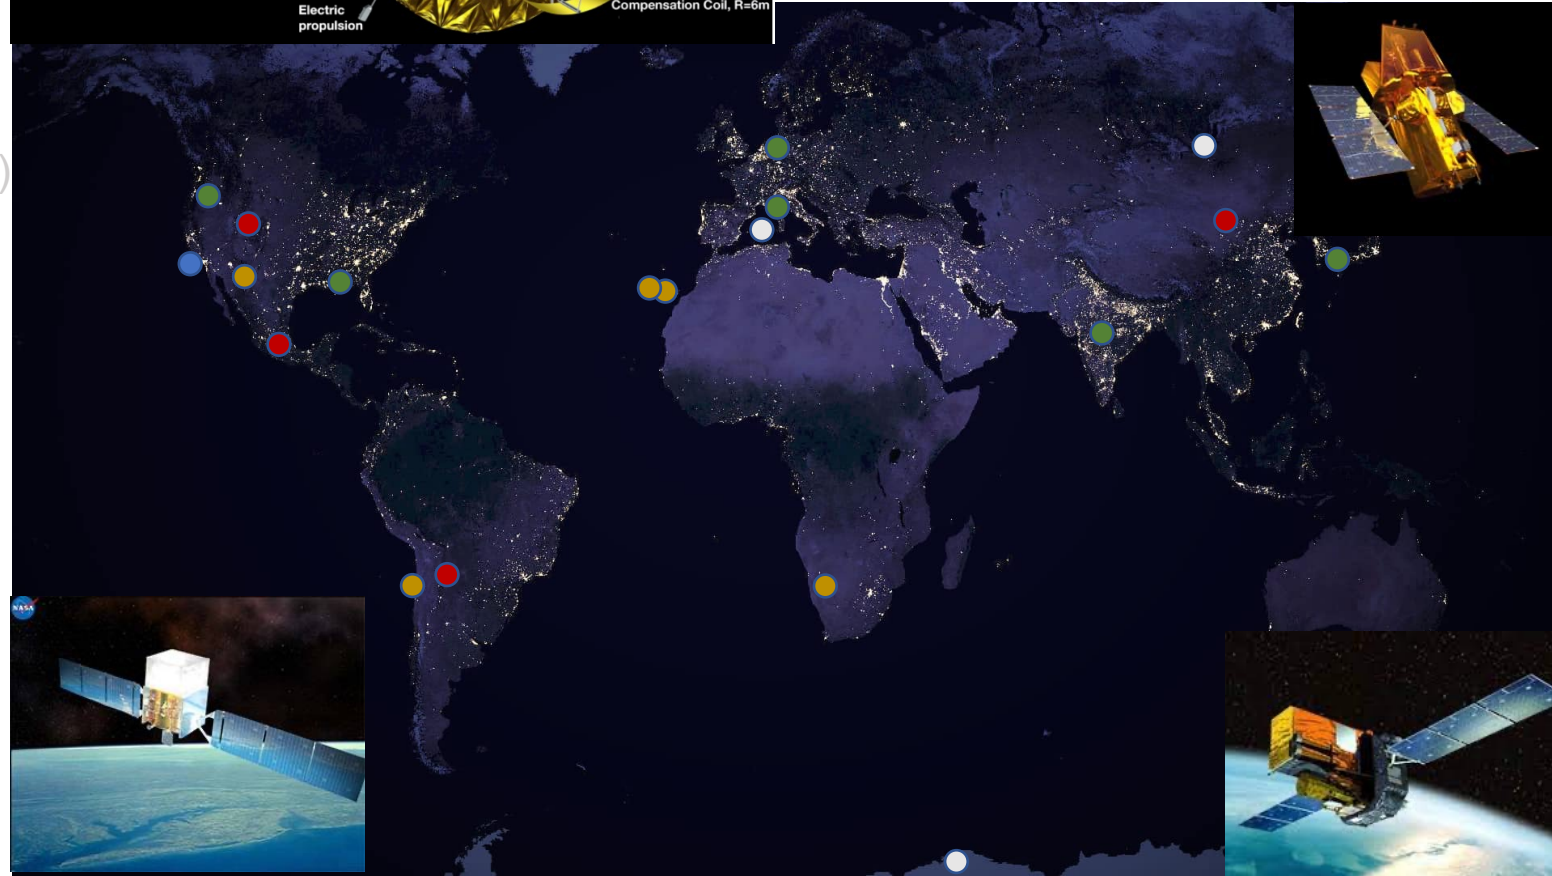 Electric
propulsion
Compensation Coil, R=6m
)
NASA